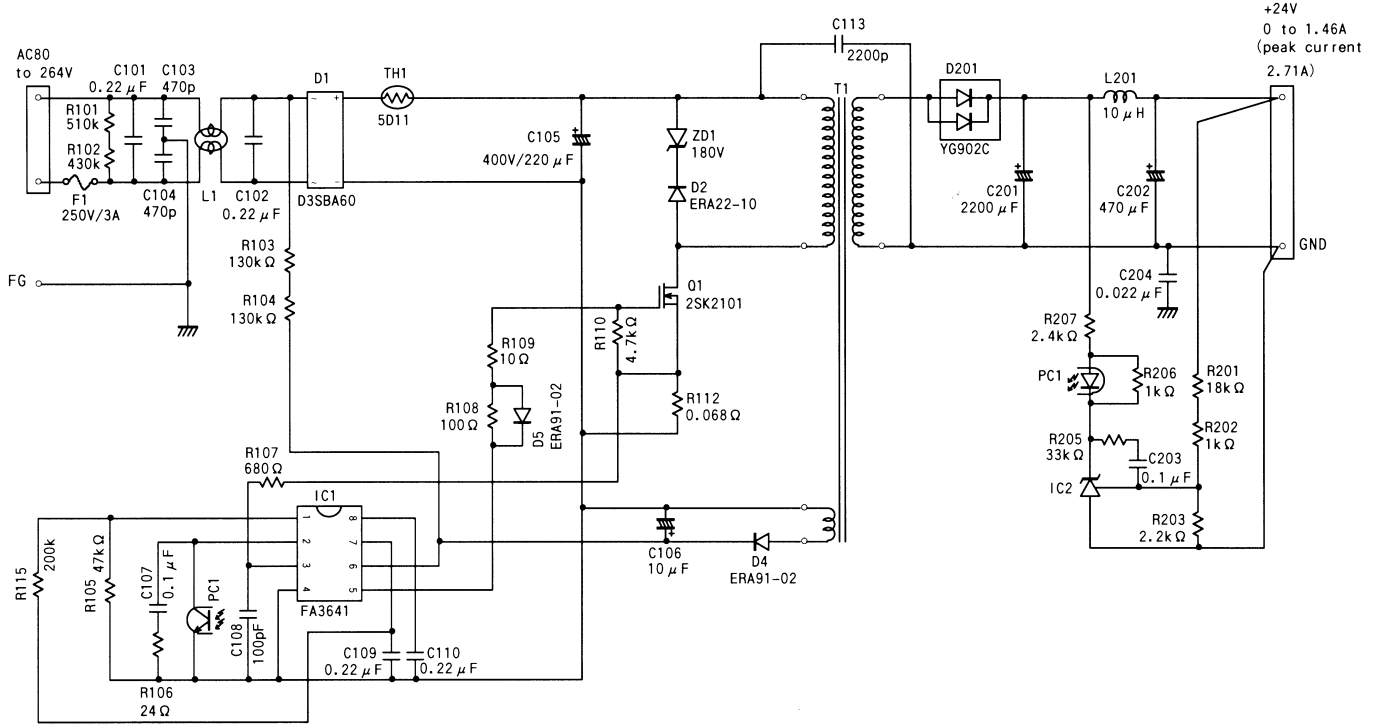 AC80
to 264V
C101
0.22 μF
C103
470p
R101
510k
R102
430k
F1
250V/3A
C104
470p
L1
C102
0.22 μF
D1
~
+
~
-
D3SBA60
TH1
5D11
C105
400V/220 μF
C113
2200p
ZD1
180V
D2
ERA22-10
T1
D201
YG902C
L201
10 μH
C201
2200 μF
C202
470 μF
+24V
0 to 1.46A
(peak current
2.71A)
GND
C204
0.022 μF
FG
R103
130kΩ
R104
130kΩ
Q1
2SK2101
R110
4.7kΩ
R109
10Ω
R108
100Ω
D5
ERA91-02
R112
0.068Ω
R207
2.4kΩ
PC1
R206
1kΩ
R201
18kΩ
R202
1kΩ
R205
33kΩ
C203
0.1 μF
IC2
R203
2.2kΩ
R107
680Ω
IC1
1
2
3
4
8
7
6
5
FA3641
C106
10 μF
D4
ERA91-02
R115
200k
R105
47kΩ
C107
0.1 μF
PC1
C108
100pF
R106
24Ω
C109
0.22 μF
C110
0.22 μF